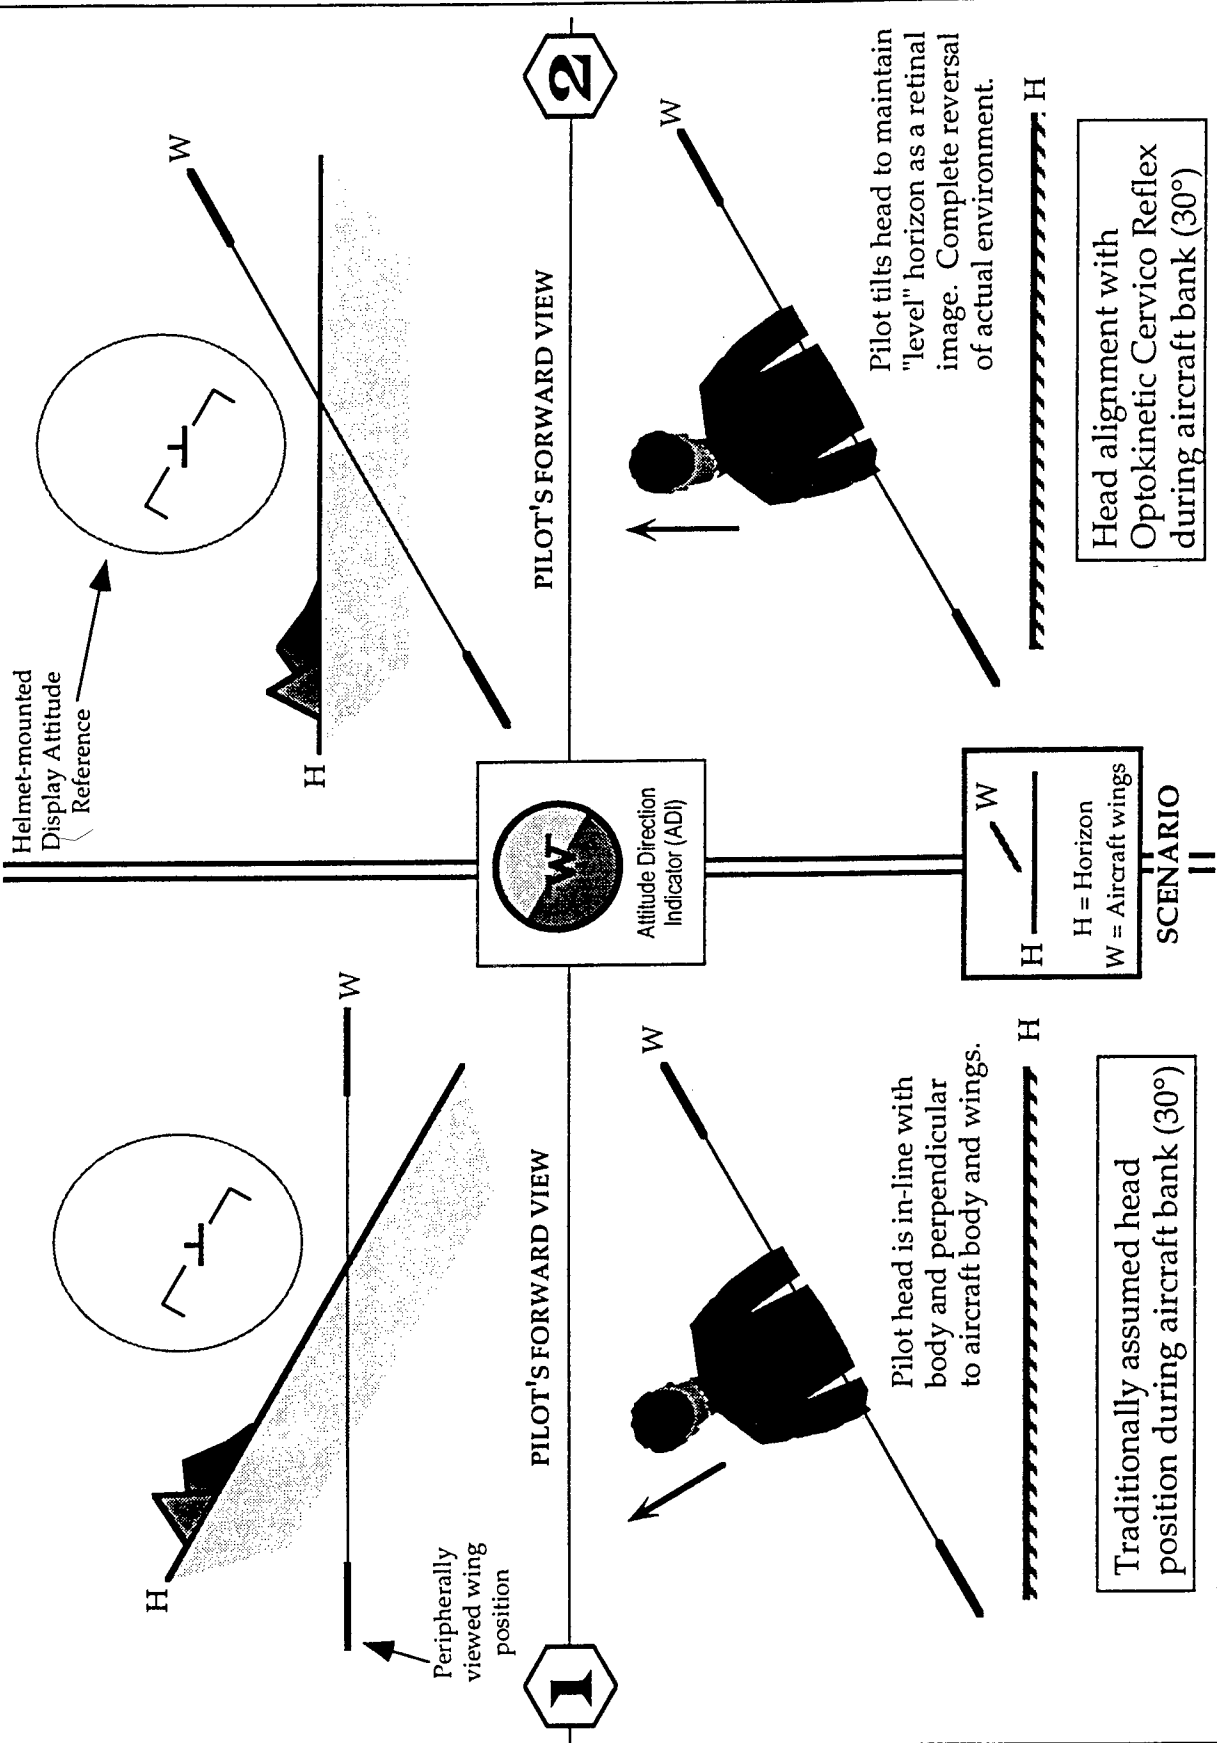 H
W
Peripherally
viewed wing
position
1
PILOT'S FORWARD VIEW
W
Pilot head is in-line with
body and perpendicular
to aircraft body and wings.
H
Traditionally assumed head
position during aircraft bank (30°)
W
Attitude Direction
Indicator (ADI)
W
H
H = Horizon
W = Aircraft wings
SCENARIO
Helmet-mounted
Display Attitude
Reference
W
H
PILOT'S FORWARD VIEW
2
W
Pilot tilts head to maintain
"level" horizon as a retinal
image. Complete reversal
of actual environment.
H
Head alignment with
Optokinetic Cervico Reflex
during aircraft bank (30°)